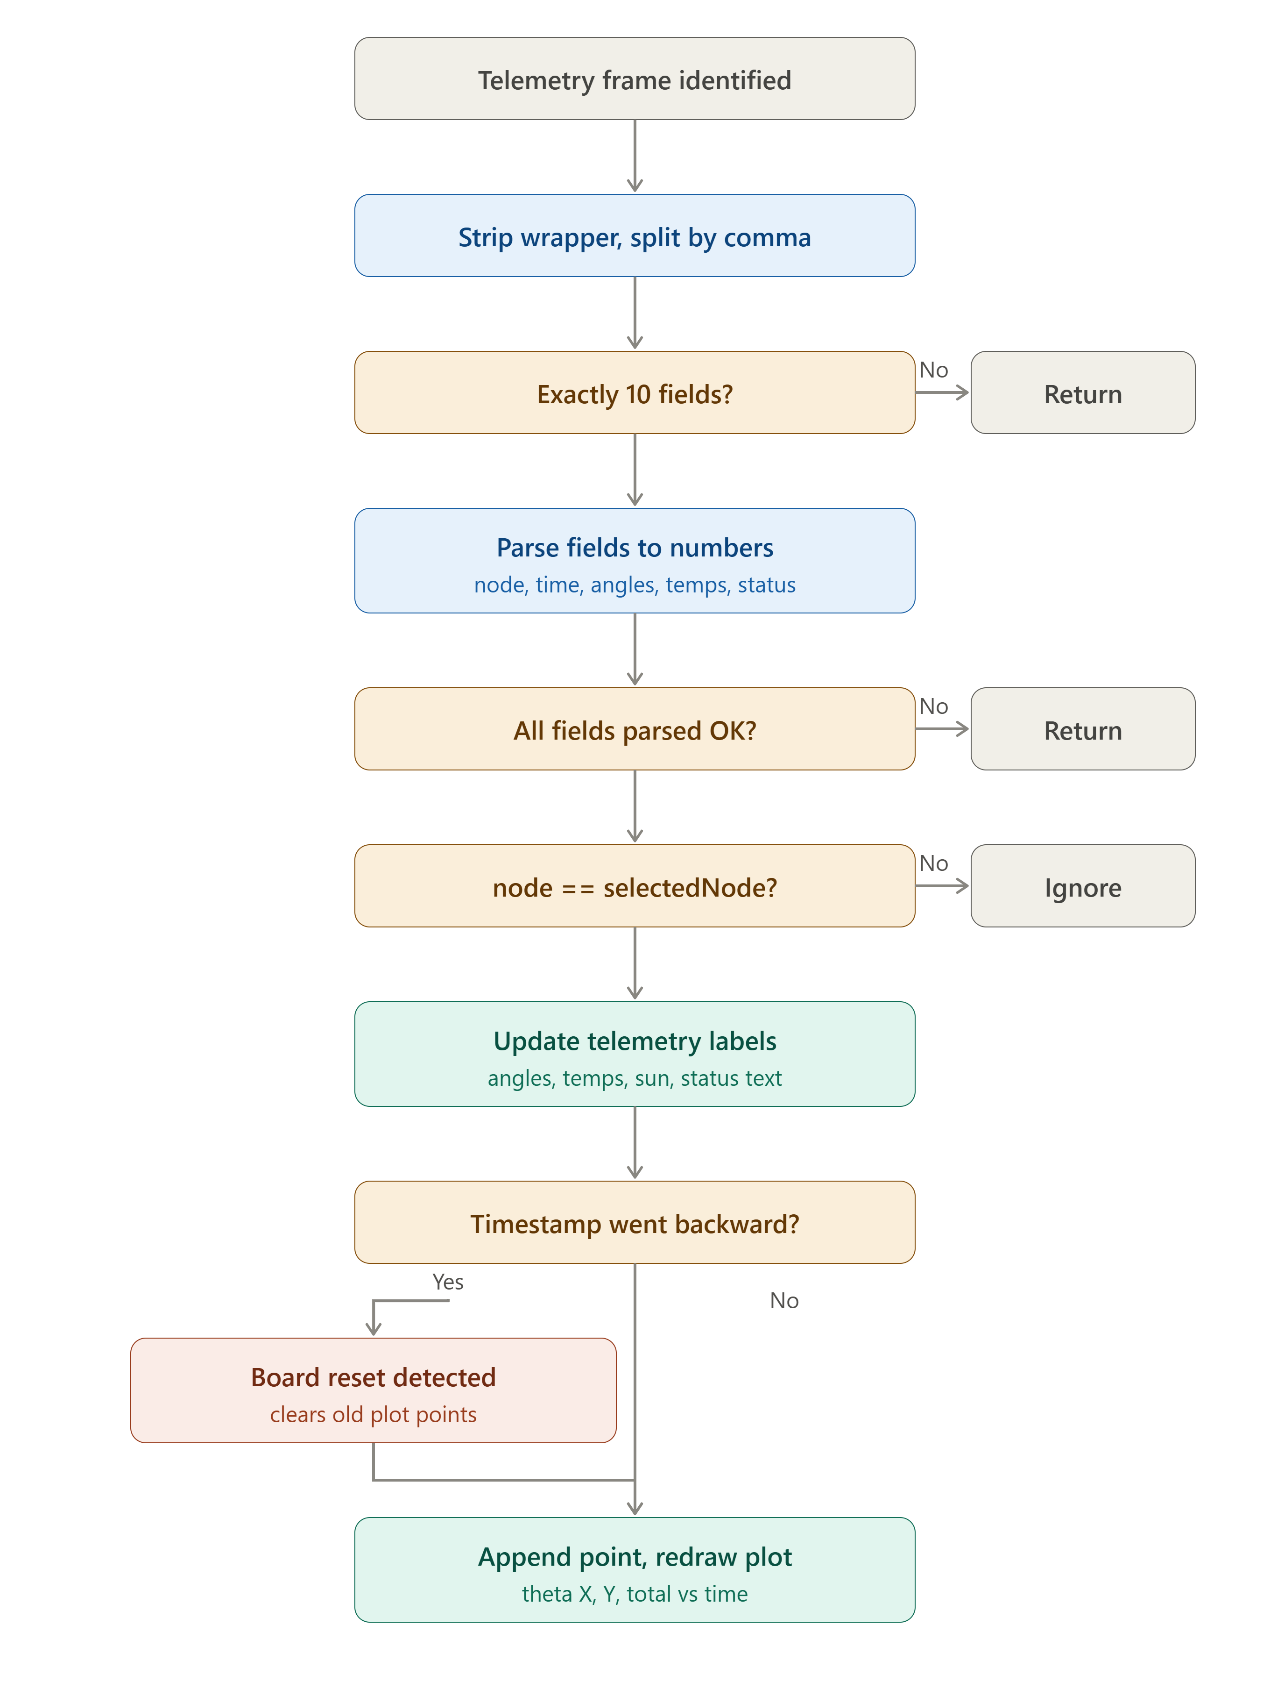 Telemetry frame identified
Strip wrapper, split by comma
Exactly 10 fields?
No
Return
Parse fields to numbers
node, time, angles, temps, status
All fields parsed OK?
No
Return
node == selectedNode?
No
Ignore
Update telemetry labels
angles, temps, sun, status text
Timestamp went backward?
Yes
No
Board reset detected
clears old plot points
Append point, redraw plot
theta X, Y, total vs time